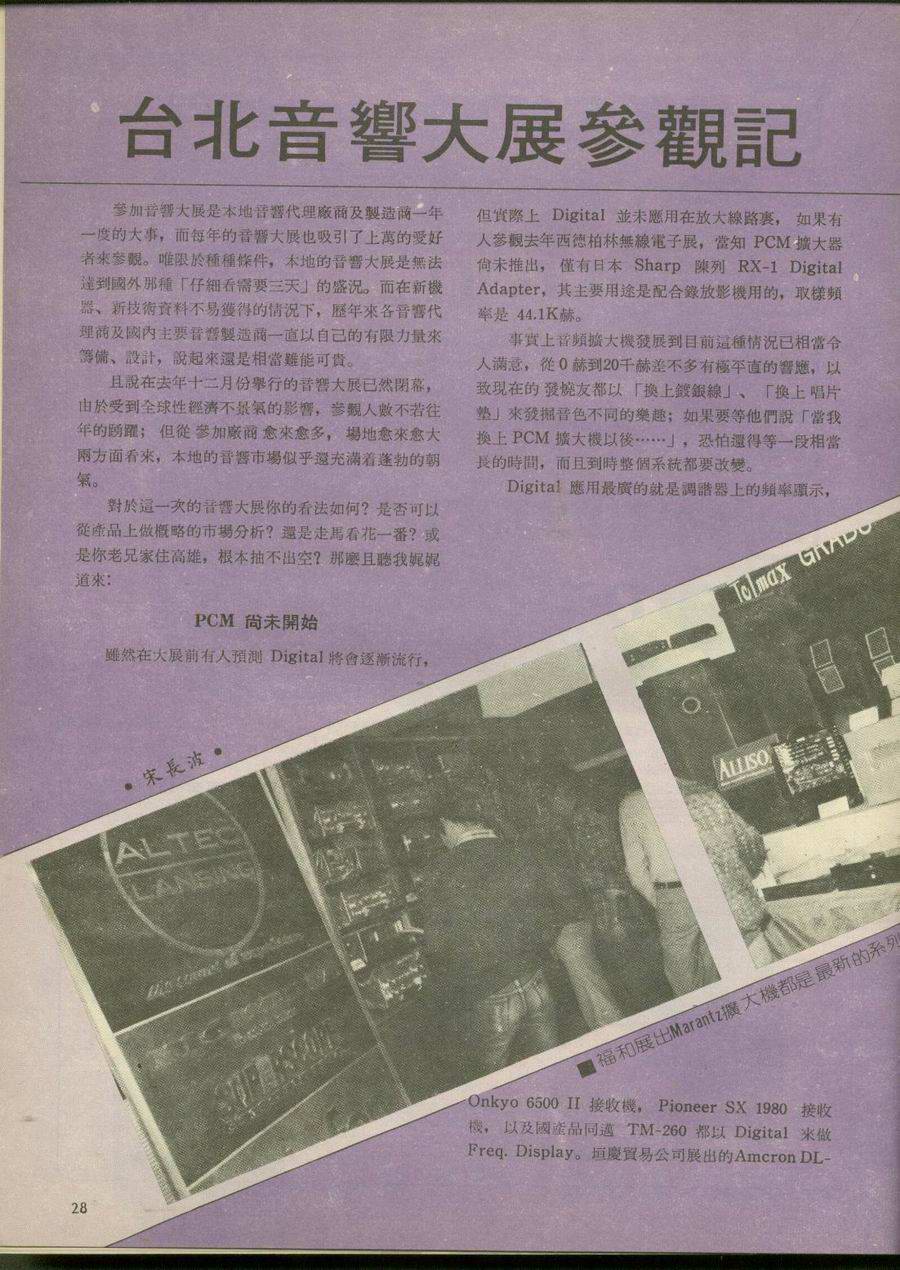 台北音響大展參觀記
參加音響大展是本地音響代理廠商及製造商一年
一度的大事，而每年的音響大展也吸引了上萬的愛好
者來參觀。唯限於種種條件，本地的音響大展是無法
達到國外那種「仔細看需要三天」的盛況。而在新機
器、新技術資料不易獲得的情況下，歷年來各音響代
理商及國內主要音響製造商一直以自己的有限力量來
籌備、設計，說起來還是相當難能可貴。
且說在去年十二月份舉行的音響大展已然閉幕，
由於受到全球性經濟不景氣的影響，參觀人數不若往
年的踴躍；但從參加廠商愈來愈多，場地愈來愈大
兩方面看來，本地的音響市場似乎還充滿着蓬勃的朝
氣。
對於這一次的音響大展你的看法如何？是否可以
從產品上做概略的市場分析？還是走馬看花一番？或
是你老兄家住高雄，根本抽不出空？那麼且聽我娓娓
道來：
PCM 尚未開始
雖然在大展前有人預測 Digital 將會逐漸流行，
但實際上 Digital 並未應用在放大線路裏，如果有
人參觀去年西德柏林無線電子展，當知 PCM 擴大器
尚未推出，僅有日本 Sharp 陳列 RX-1 Digital
Adapter，其主要用途是配合錄放影機用的，取樣頻
率是 44.1K赫。
事實上音頻擴大機發展到目前這種情況已相當令
人滿意，從0赫到20千赫差不多有極平直的響應，以
致現在的發燒友都以「換上鍍銀線」、「換上唱片
墊」來發掘音色不同的樂趣；如果要等他們說「當我
換上 PCM 擴大機以後……」，恐怕還得等一段相當
長的時間，而且到時整個系統都要改變。
Digital 應用最廣的就是調諧器上的頻率顯示，
•宋長波•
Tolmax GRADO
ALLISO
ALTEC
LANSING
the sound of experience
SUPERSCOPE
■福和展出Marantz擴大機都是最新的系列
Onkyo 6500 II 接收機，Pioneer SX 1980 接收
機，以及國產品同邁 TM-260 都以 Digital 來做
Freq. Display。垣慶貿易公司展出的Amcron DL-
28